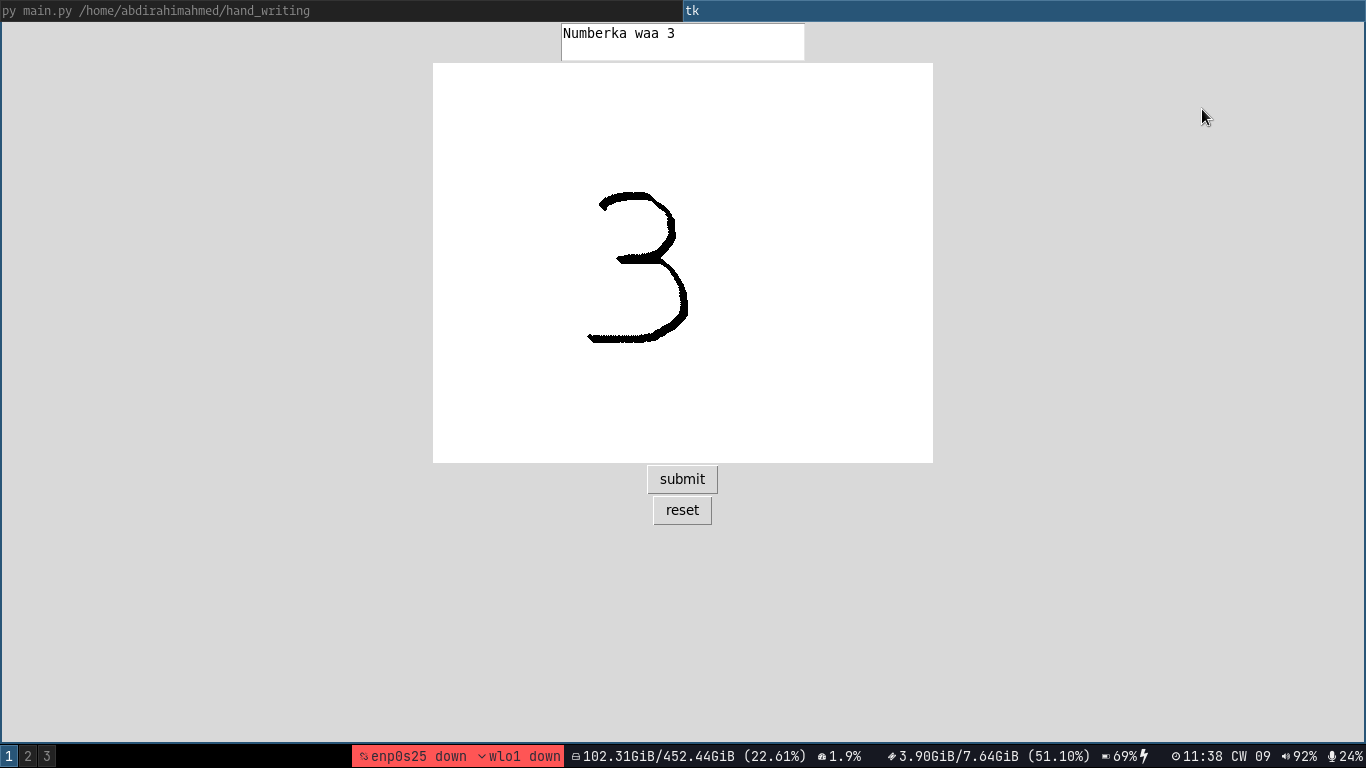 py main.py /home/abdirahimahmed/hand_writing
tk
Numberka waa 3
3
submit
reset
1 2 3
enp0s25 down wlo1 down 102.31GiB/452.44GiB (22.61%) 1.9% 3.90GiB/7.64GiB (51.10%) 69% 11:38 CW 09 92% 24%